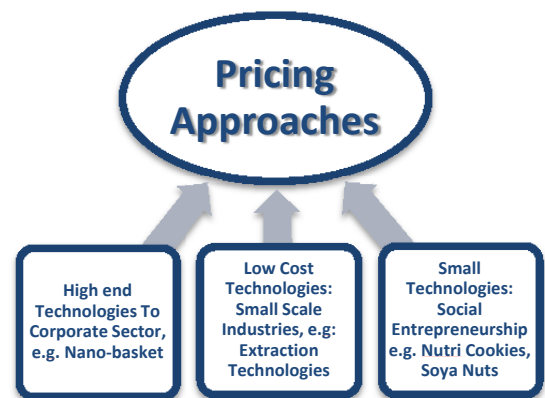 Pricing
Approaches
High end
Technologies To
Corporate Sector,
e.g. Nano-basket
Low Cost
Technologies:
Small Scale
Industries, e.g:
Extraction
Technologies
Small
Technologies:
Social
Entrepreneurship
e.g. Nutri Cookies,
Soya Nuts